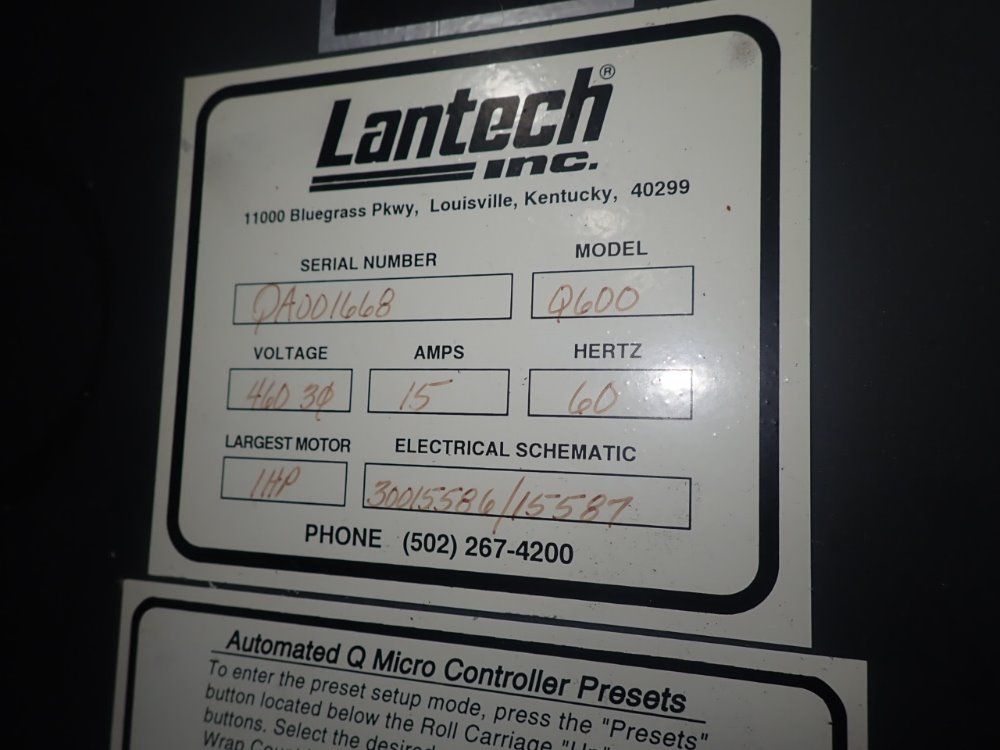 Lantech®
inc.
11000 Bluegrass Pkwy, Louisville, Kentucky, 40299
SERIAL NUMBER MODEL
QA001668 Q600
VOLTAGE AMPS HERTZ
460 3Φ 15 60
LARGEST MOTOR ELECTRICAL SCHEMATIC
1HP 30015586/15587
PHONE (502) 267-4200
Automated Q Micro Controller Presets
To enter the preset setup mode, press the "Presets"
button located below the Roll Carriage "Up"
buttons. Select the desired
Wrap